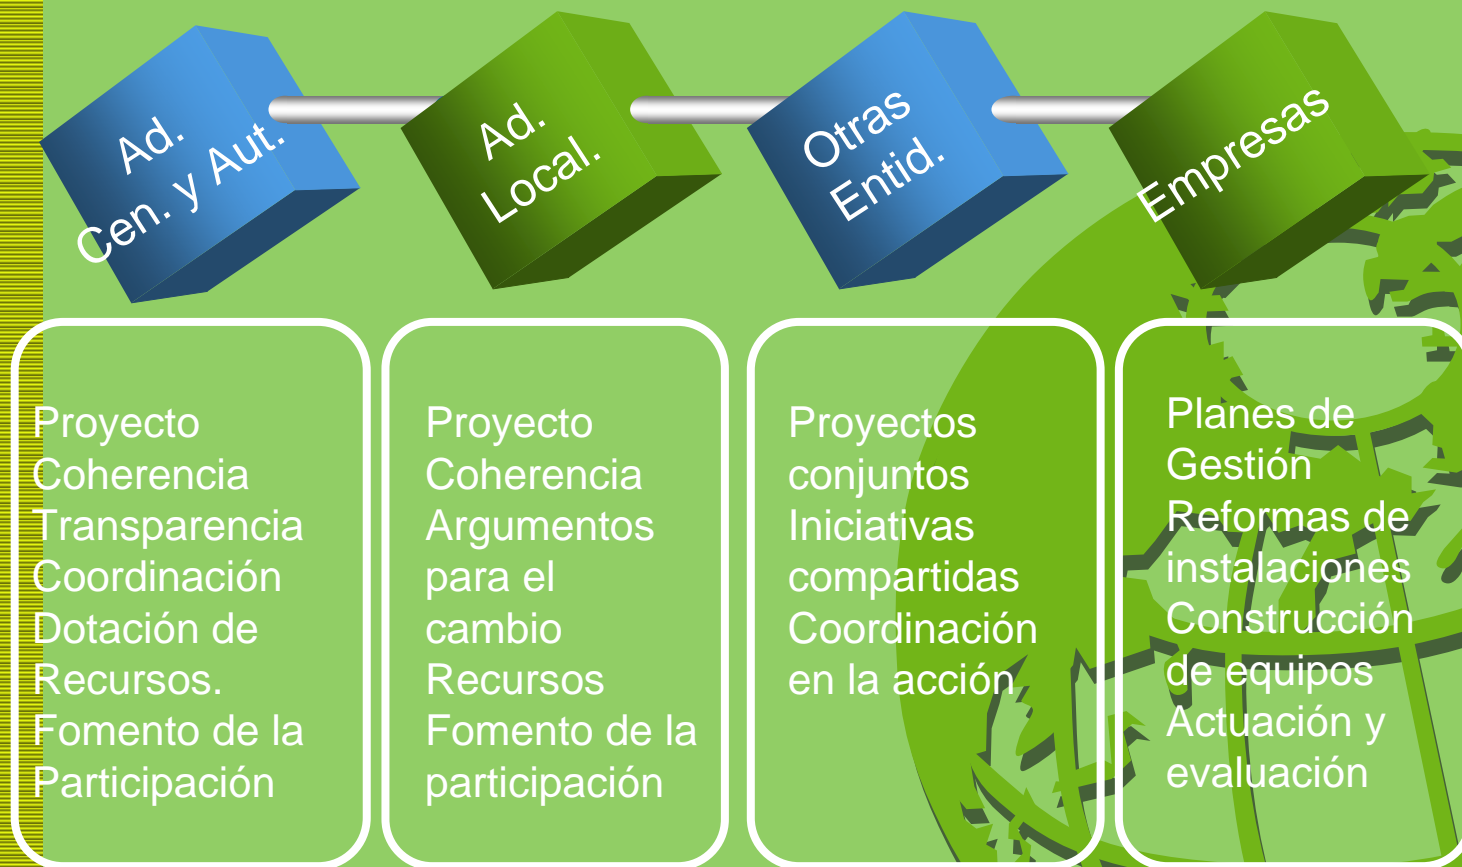 Ad.
Cen. y Aut.
Ad.
Local.
Otras
Entid.
Empresas
Proyecto
Coherencia
Transparencia
Coordinación
Dotación de
Recursos.
Fomento de la
Participación
Proyecto
Coherencia
Argumentos
para el
cambio
Recursos
Fomento de la
participación
Proyectos
conjuntos
Iniciativas
compartidas
Coordinación
en la acción
Planes de
Gestión
Reformas de
instalaciones
Construcción
de equipos
Actuación y
evaluación